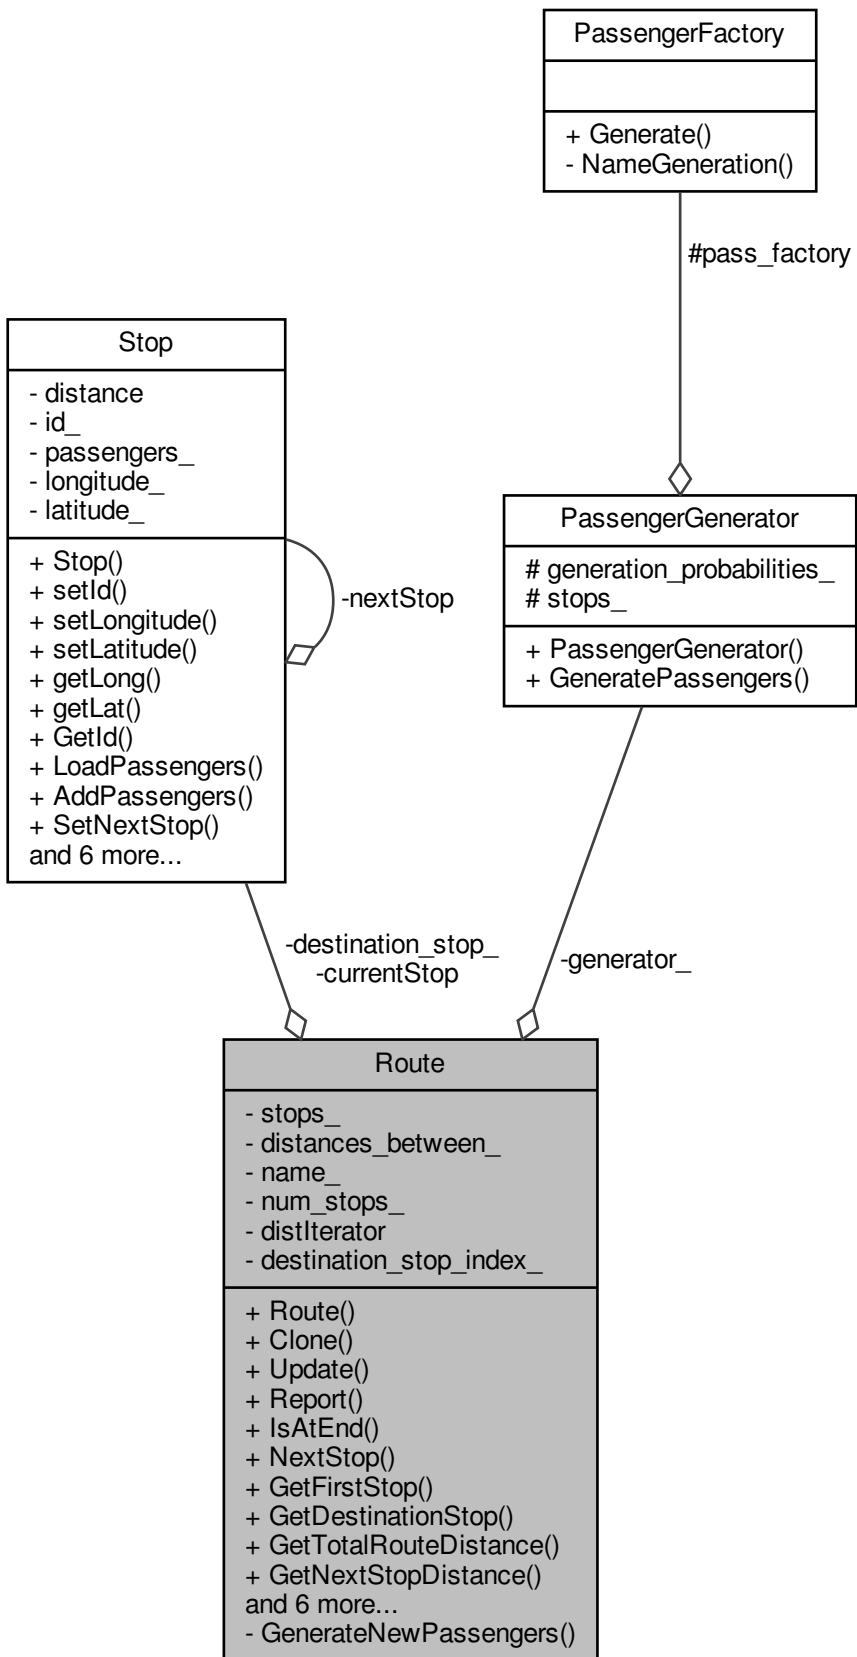 PassengerFactory
+ Generate()
- NameGeneration()
#pass_factory
Stop
- distance
- id_
- passengers_
- longitude_
- latitude_
+ Stop()
+ setId()
+ setLongitude()
+ setLatitude()
+ getLong()
+ getLat()
+ GetId()
+ LoadPassengers()
+ AddPassengers()
+ SetNextStop()
and 6 more...
-nextStop
PassengerGenerator
# generation_probabilities_
# stops_
+ PassengerGenerator()
+ GeneratePassengers()
-destination_stop_
-currentStop
-generator_
Route
- stops_
- distances_between_
- name_
- num_stops_
- distIterator
- destination_stop_index_
+ Route()
+ Clone()
+ Update()
+ Report()
+ IsAtEnd()
+ NextStop()
+ GetFirstStop()
+ GetDestinationStop()
+ GetTotalRouteDistance()
+ GetNextStopDistance()
and 6 more...
- GenerateNewPassengers()